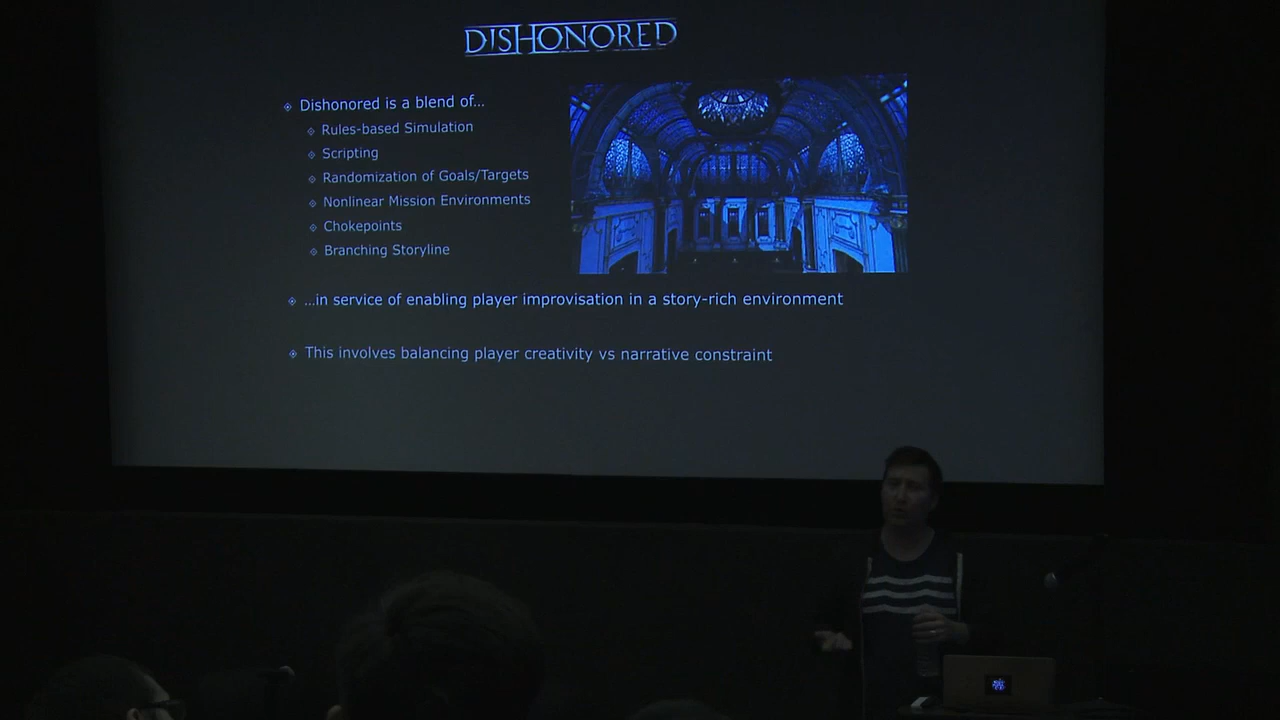 DISHONORED
Dishonored is a blend of...
Rules-based Simulation
Scripting
Randomization of Goals/Targets
Nonlinear Mission Environments
Chokepoints
Branching Storyline
...in service of enabling player improvisation in a story-rich environment
This involves balancing player creativity vs narrative constraint